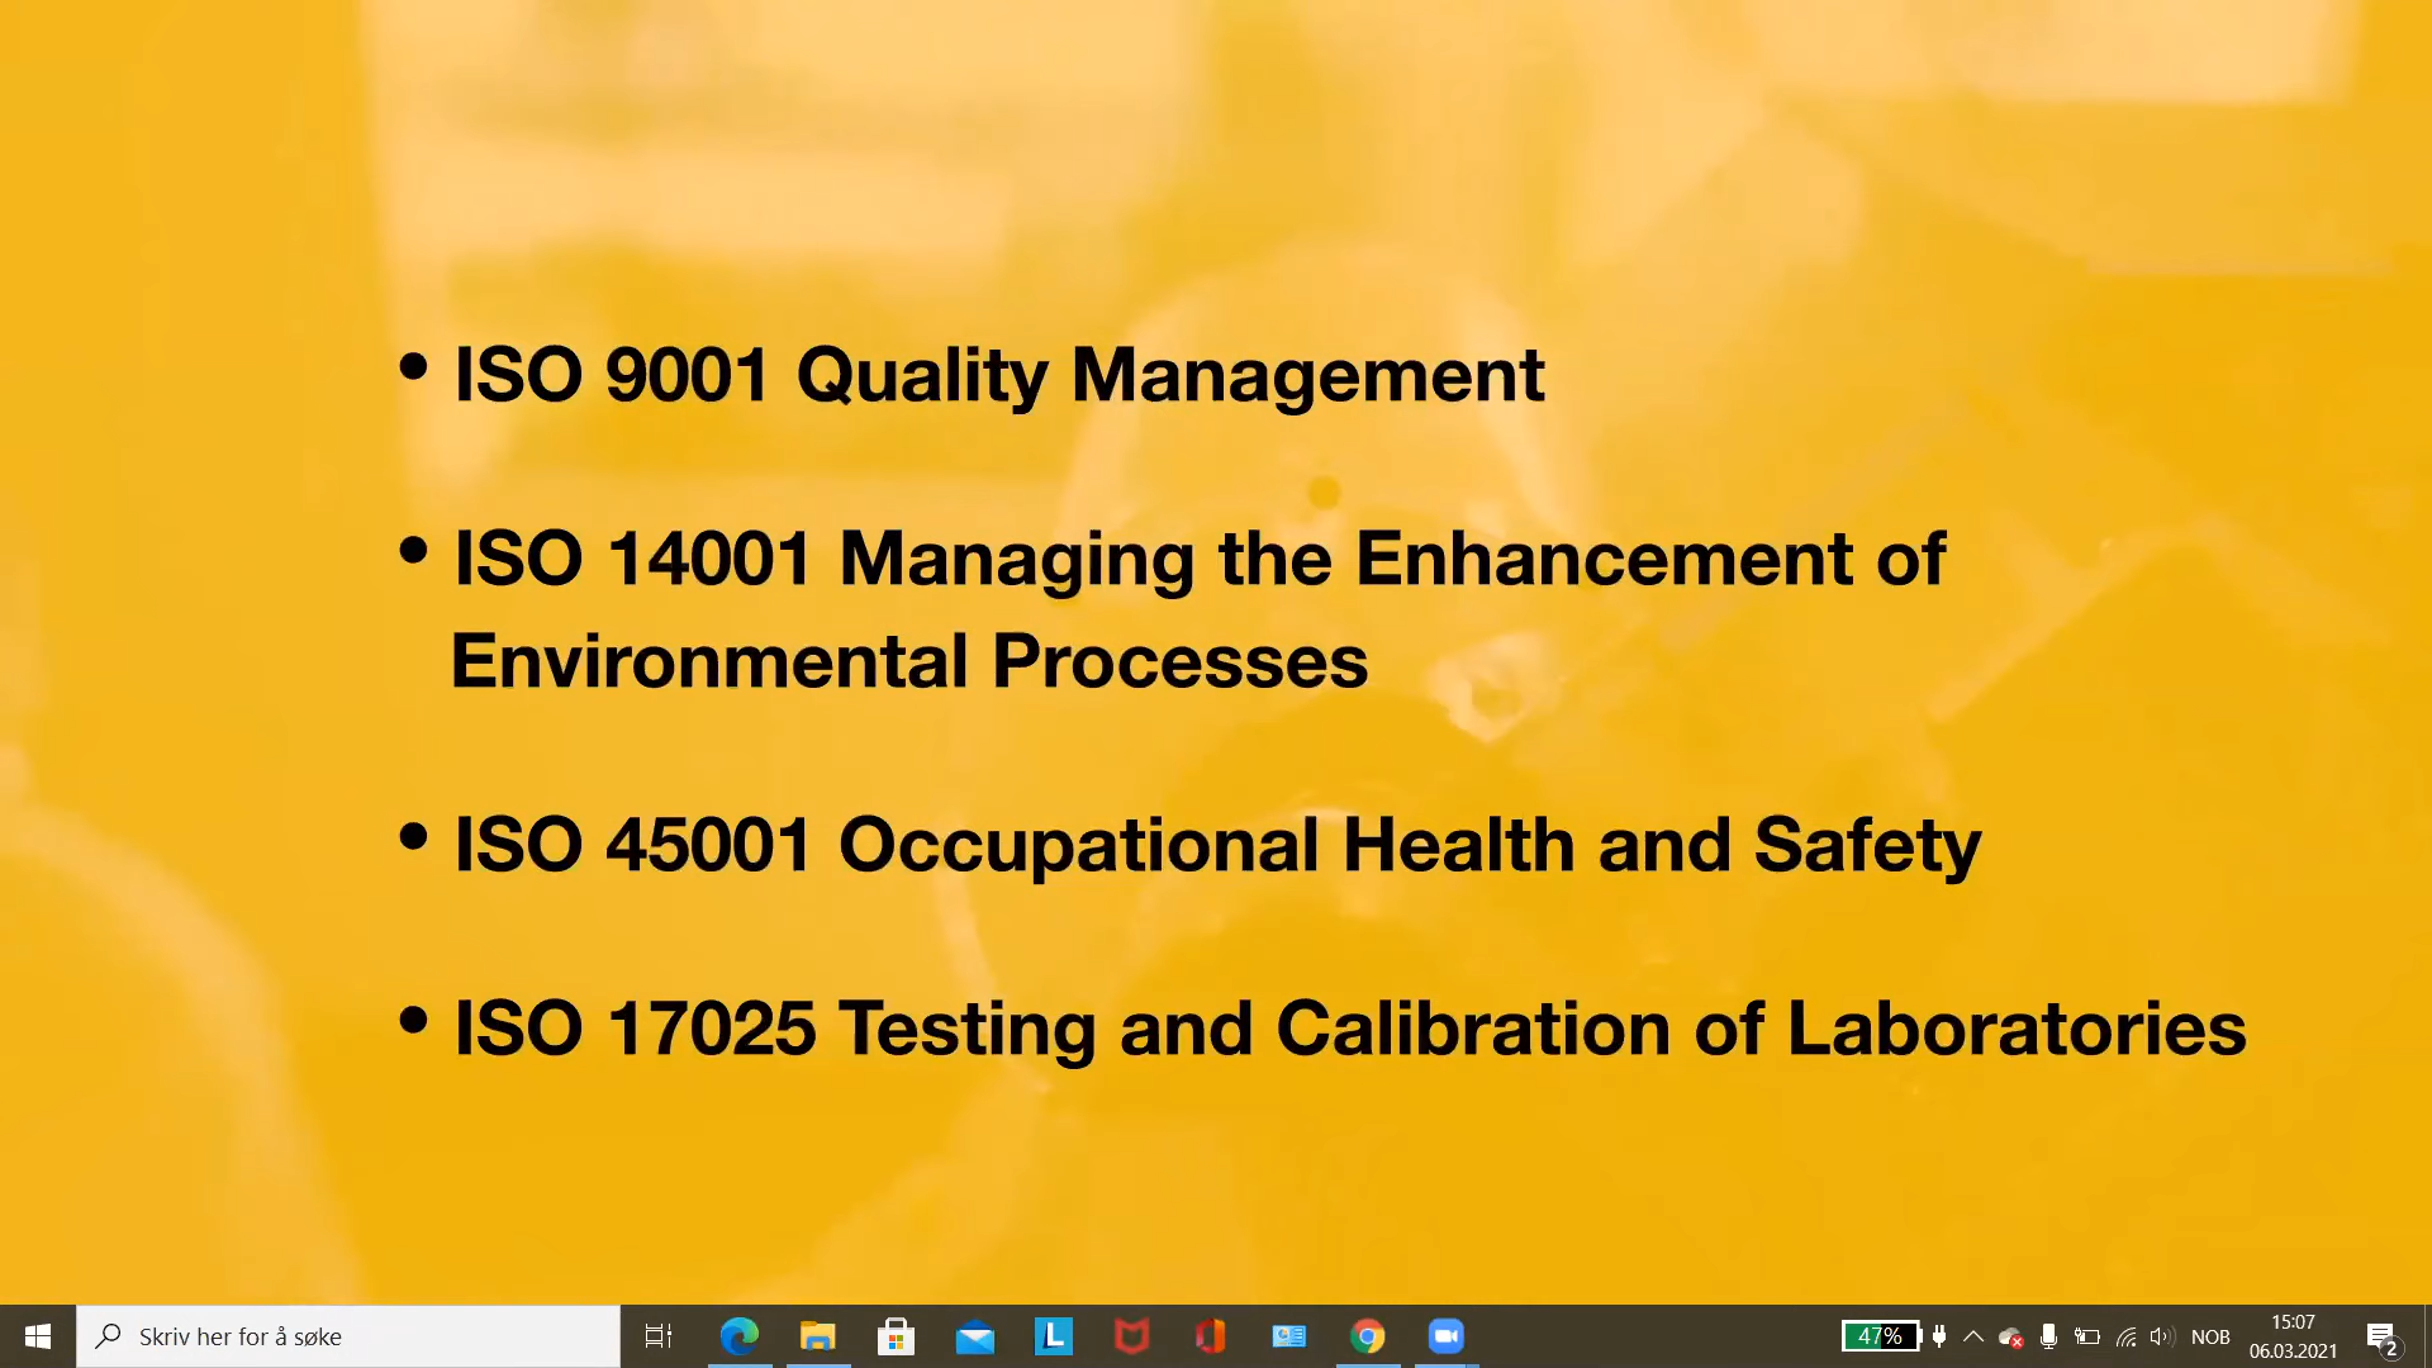 • ISO 9001 Quality Management
• ISO 14001 Managing the Enhancement of
Environmental Processes
• ISO 45001 Occupational Health and Safety
• ISO 17025 Testing and Calibration of Laboratories
Skriv her for å søke
L
47%
NOB
15:07
06.03.2021
2